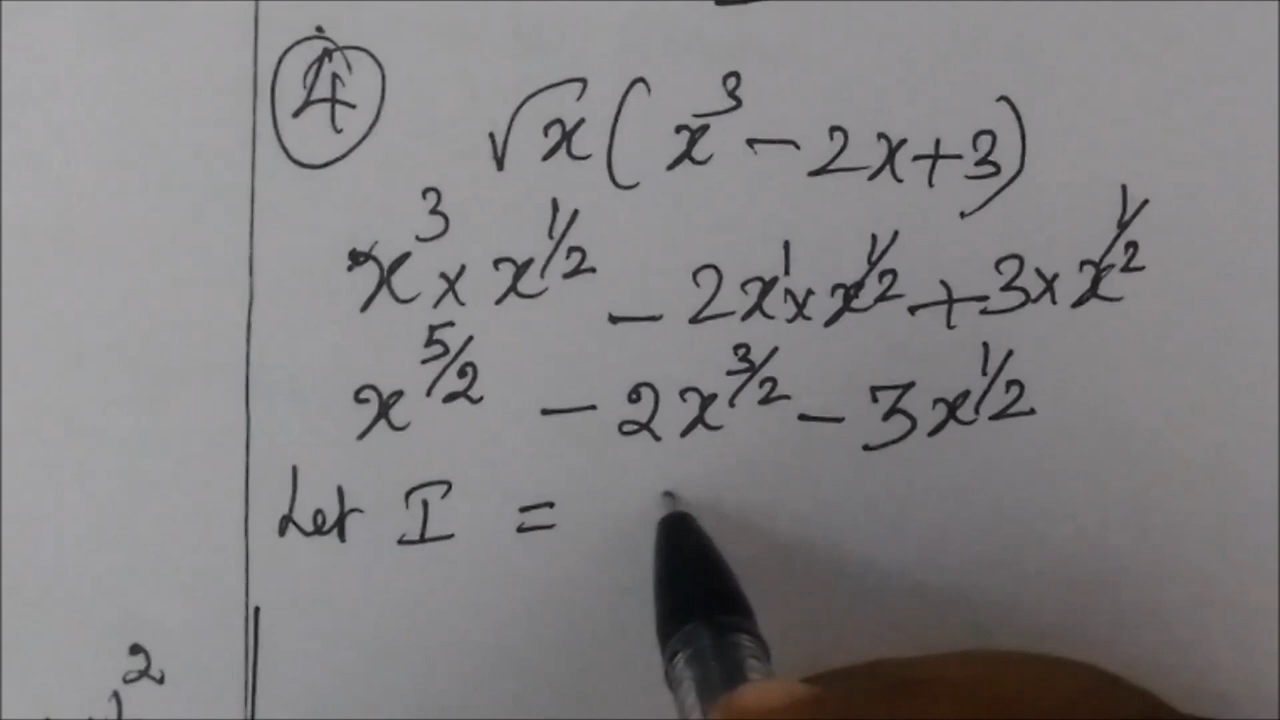 ④ √x(x³ − 2x + 3)
x³ × x^1/2 − 2x¹ × x^1/2 + 3 × x^1/2
x^5/2 − 2x^3/2 − 3x^1/2
Let I =
2